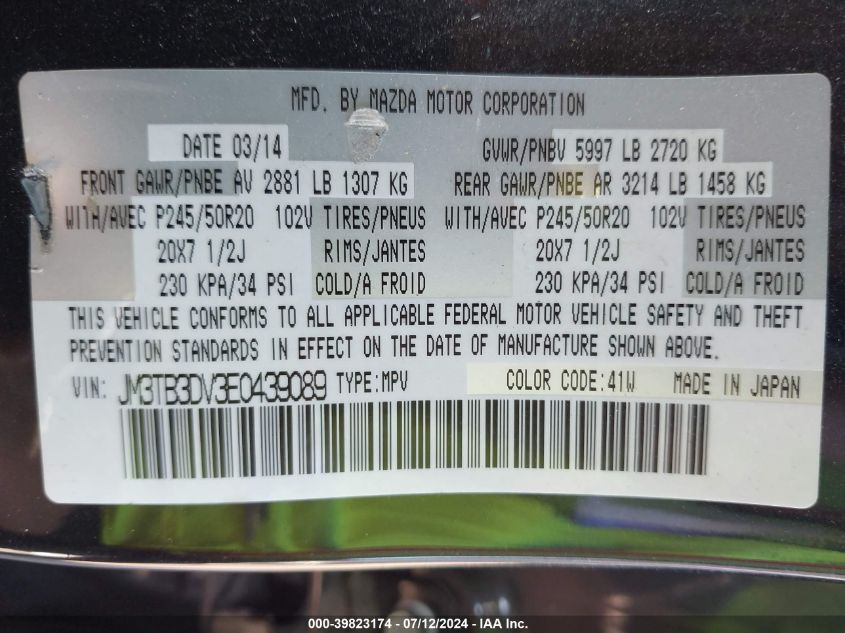 MFD. BY MAZDA MOTOR CORPORATION
DATE 03/14 GVWR/PNBV 5997 LB 2720 KG
FRONT GAWR/PNBE AV 2881 LB 1307 KG REAR GAWR/PNBE AR 3214 LB 1458 KG
WITH/AVEC P245/50R20 102V TIRES/PNEUS WITH/AVEC P245/50R20 102V TIRES/PNEUS
20X7 1/2J RIMS/JANTES 20X7 1/2J RIMS/JANTES
230 KPA/34 PSI COLD/A FROID 230 KPA/34 PSI COLD/A FROID
THIS VEHICLE CONFORMS TO ALL APPLICABLE FEDERAL MOTOR VEHICLE SAFETY AND THEFT
PREVENTION STANDARDS IN EFFECT ON THE DATE OF MANUFACTURE SHOWN ABOVE.
VIN: JM3TB3DV3E0439089 TYPE:MPV COLOR CODE:41W MADE IN JAPAN
000-39823174 - 07/12/2024 - IAA Inc.